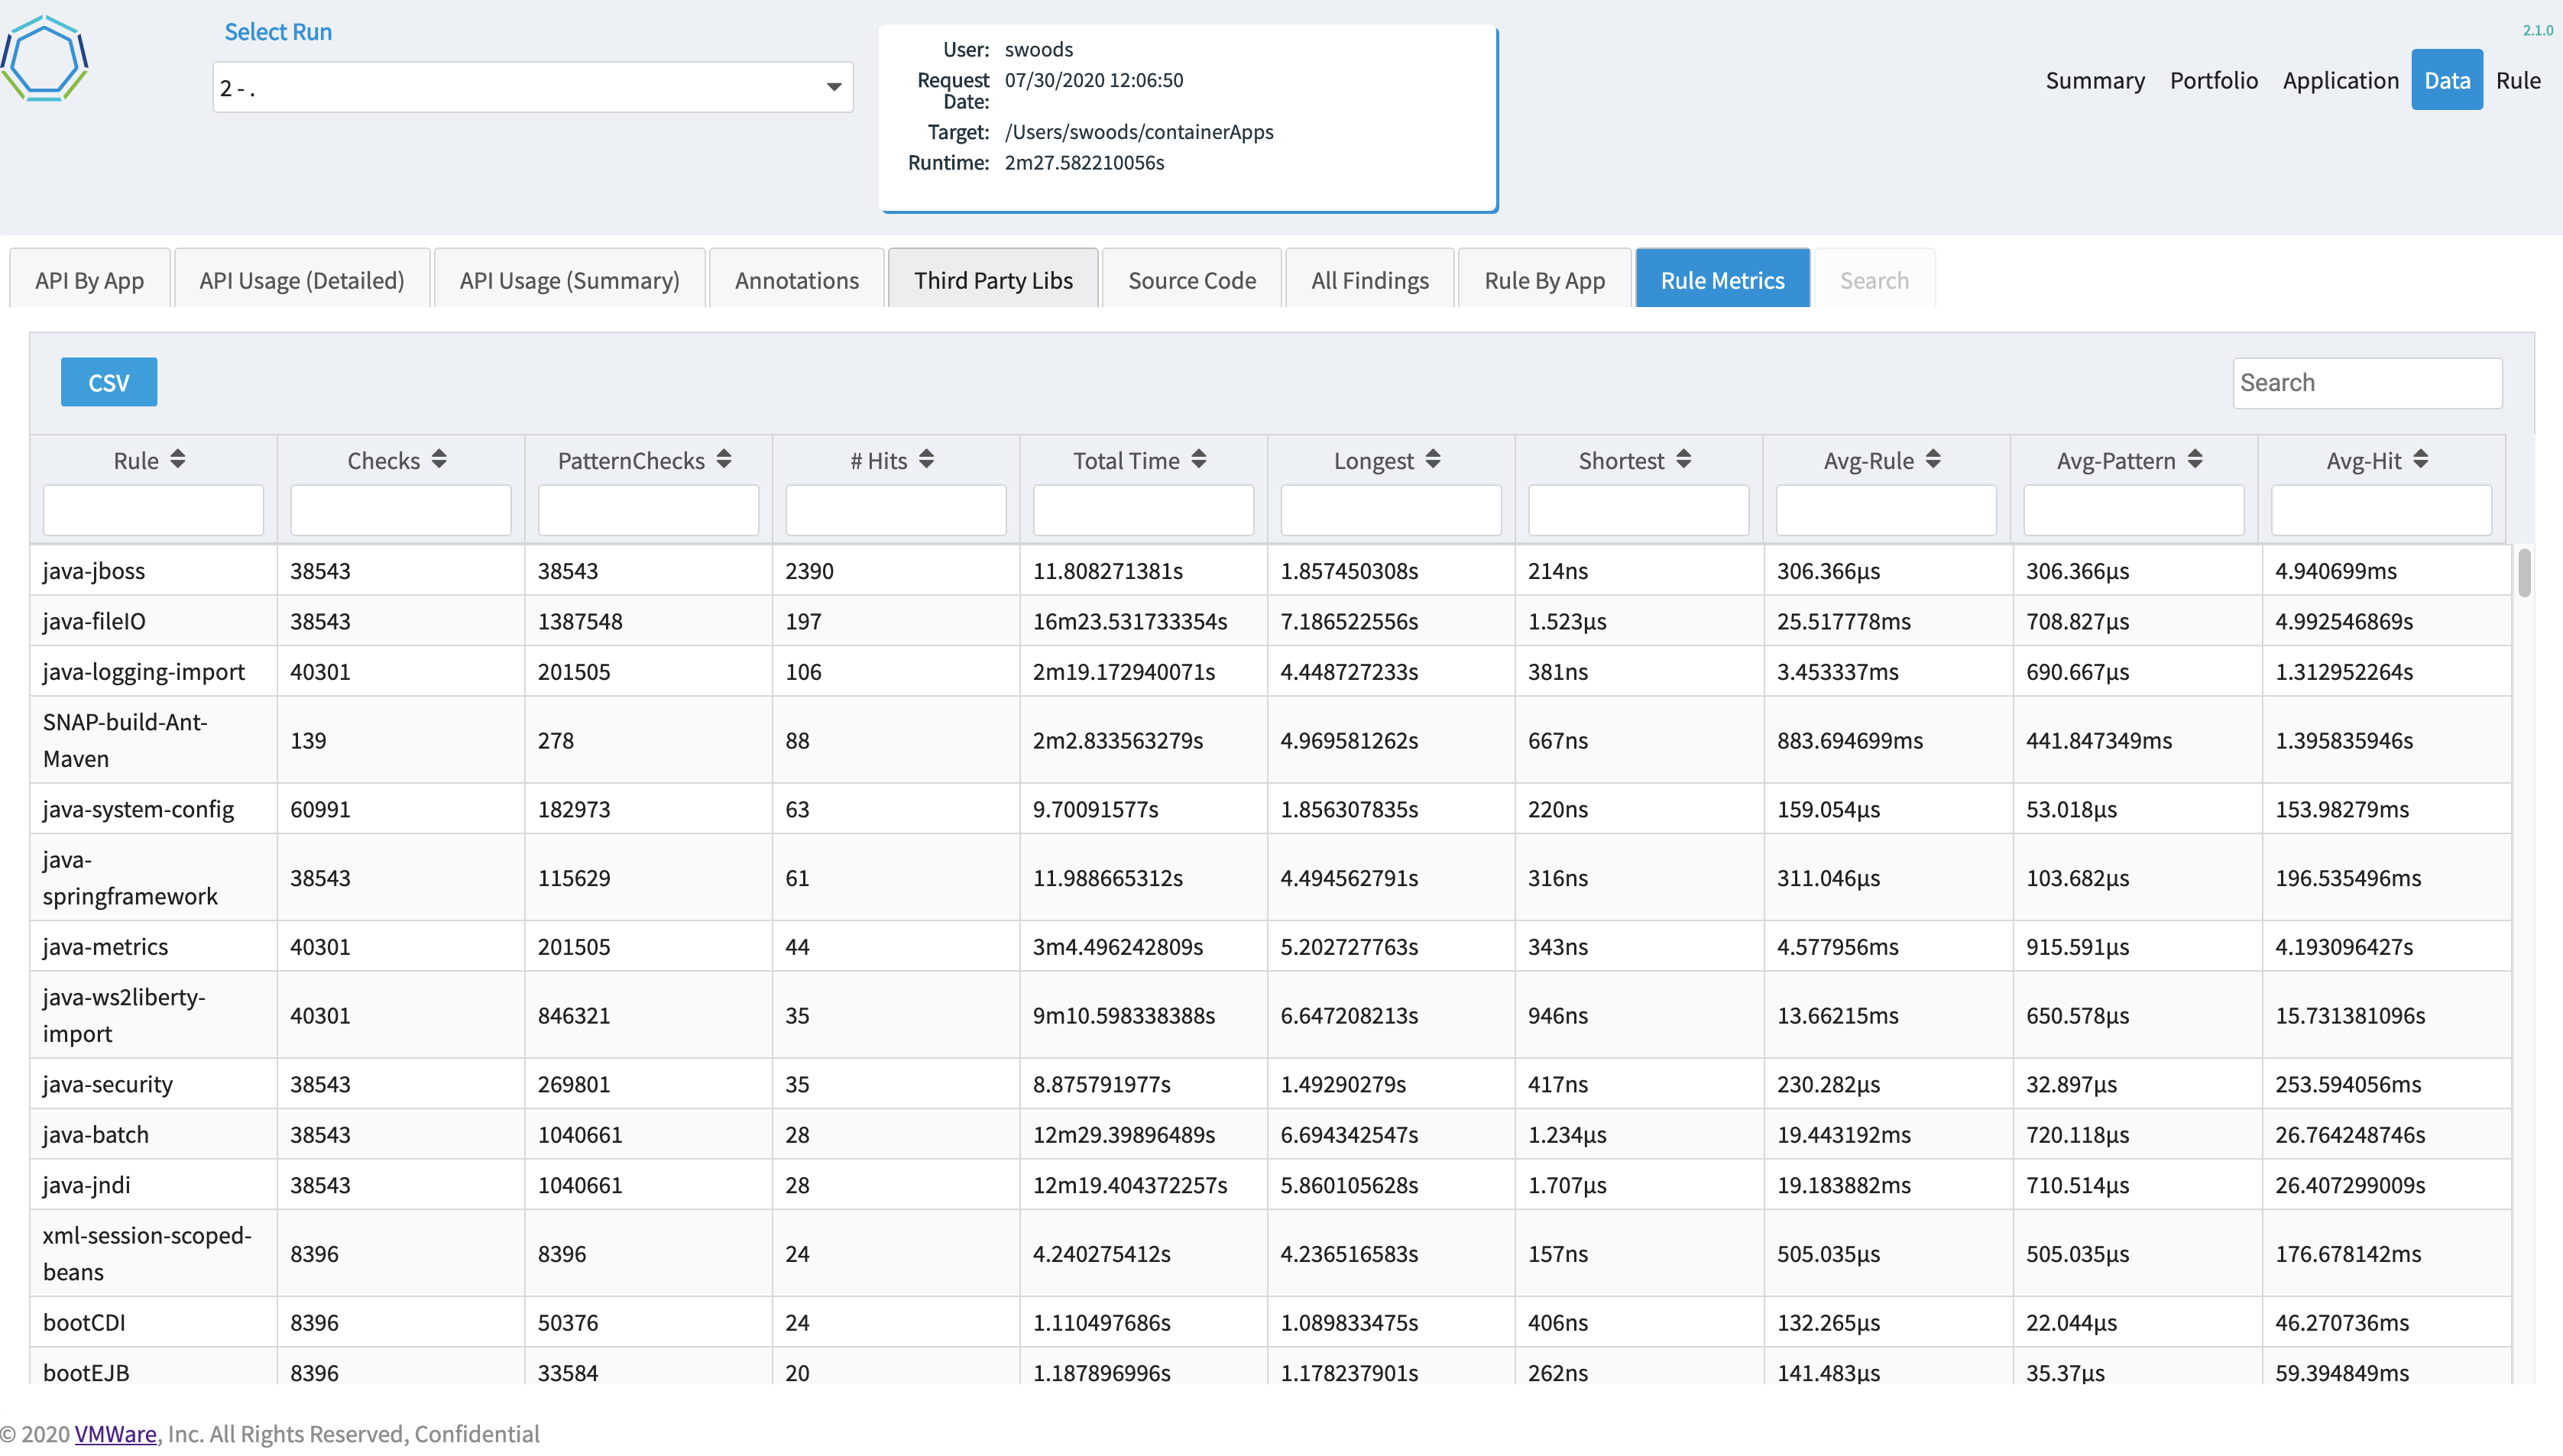 2.1.0
Select Run
2 - .
User: swoods
Request Date: 07/30/2020 12:06:50
Target: /Users/swoods/containerApps
Runtime: 2m27.582210056s
Summary Portfolio Application Data Rule
API By App API Usage (Detailed) API Usage (Summary) Annotations Third Party Libs Source Code All Findings Rule By App Rule Metrics Search
CSV Search
Rule Checks PatternChecks # Hits Total Time Longest Shortest Avg-Rule Avg-Pattern Avg-Hit
java-jboss 38543 38543 2390 11.808271381s 1.857450308s 214ns 306.366µs 306.366µs 4.940699ms
java-fileIO 38543 1387548 197 16m23.531733354s 7.186522556s 1.523µs 25.517778ms 708.827µs 4.992546869s
java-logging-import 40301 201505 106 2m19.172940071s 4.448727233s 381ns 3.453337ms 690.667µs 1.312952264s
SNAP-build-Ant-
Maven 139 278 88 2m2.833563279s 4.969581262s 667ns 883.694699ms 441.847349ms 1.395835946s
java-system-config 60991 182973 63 9.70091577s 1.856307835s 220ns 159.054µs 53.018µs 153.98279ms
java-
springframework 38543 115629 61 11.988665312s 4.494562791s 316ns 311.046µs 103.682µs 196.535496ms
java-metrics 40301 201505 44 3m4.496242809s 5.202727763s 343ns 4.577956ms 915.591µs 4.193096427s
java-ws2liberty-
import 40301 846321 35 9m10.598338388s 6.647208213s 946ns 13.66215ms 650.578µs 15.731381096s
java-security 38543 269801 35 8.875791977s 1.49290279s 417ns 230.282µs 32.897µs 253.594056ms
java-batch 38543 1040661 28 12m29.39896489s 6.694342547s 1.234µs 19.443192ms 720.118µs 26.764248746s
java-jndi 38543 1040661 28 12m19.404372257s 5.860105628s 1.707µs 19.183882ms 710.514µs 26.407299009s
xml-session-scoped-
beans 8396 8396 24 4.240275412s 4.236516583s 157ns 505.035µs 505.035µs 176.678142ms
bootCDI 8396 50376 24 1.110497686s 1.089833475s 406ns 132.265µs 22.044µs 46.270736ms
bootEJB 8396 33584 20 1.187896996s 1.178237901s 262ns 141.483µs 35.37µs 59.394849ms
© 2020 VMWare, Inc. All Rights Reserved, Confidential